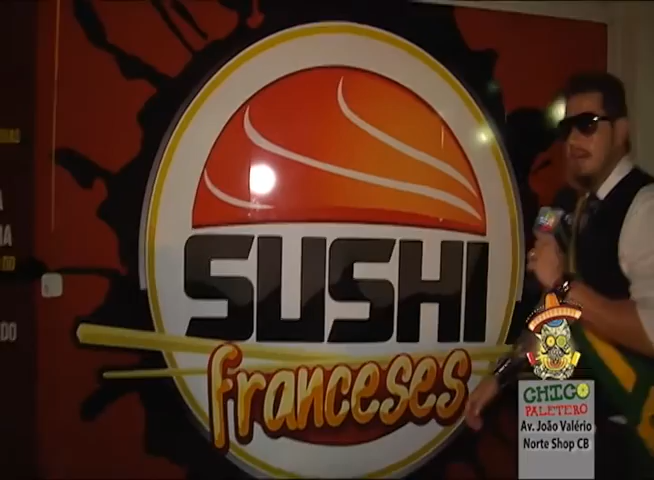 SUSHI
franceses
CHICO
PALETERO
Av. João Valério
Norte Shop CB